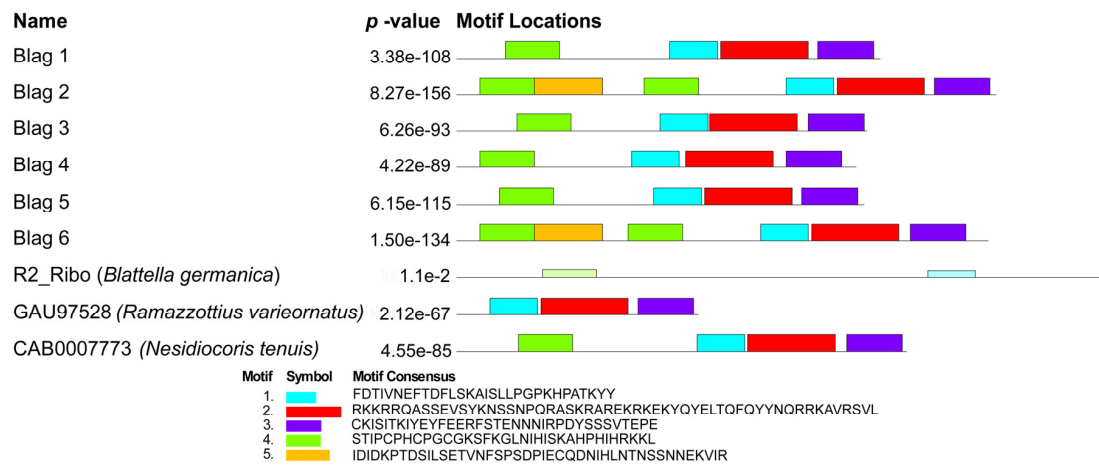 Name p -value Motif Locations
Blag 1 3.38e-108
Blag 2 8.27e-156
Blag 3 6.26e-93
Blag 4 4.22e-89
Blag 5 6.15e-115
Blag 6 1.50e-134
R2_Ribo (Blattella germanica) 1.1e-2
GAU97528 (Ramazzottius varieornatus) 2.12e-67
CAB0007773 (Nesidiocoris tenuis) 4.55e-85
Motif Symbol Motif Consensus
1. FDTIVNEFTDFLSKAISLLPGPKHPATKYY
2. RKKRRQASSEVSYKNSSNPQRASKRAREKRKEKYQYELTQFQYYNQRRKAVRSVL
3. CKISITKIYEYFEERFSTENNNIRPDYSSSVTEPE
4. STIPCPHCPGCGKSFKGLNIHISKAHPHIHRKKL
5. IDIDKPTDSILSETVNFSPSDPIECQDNIHLNTNSSNNEKVIR